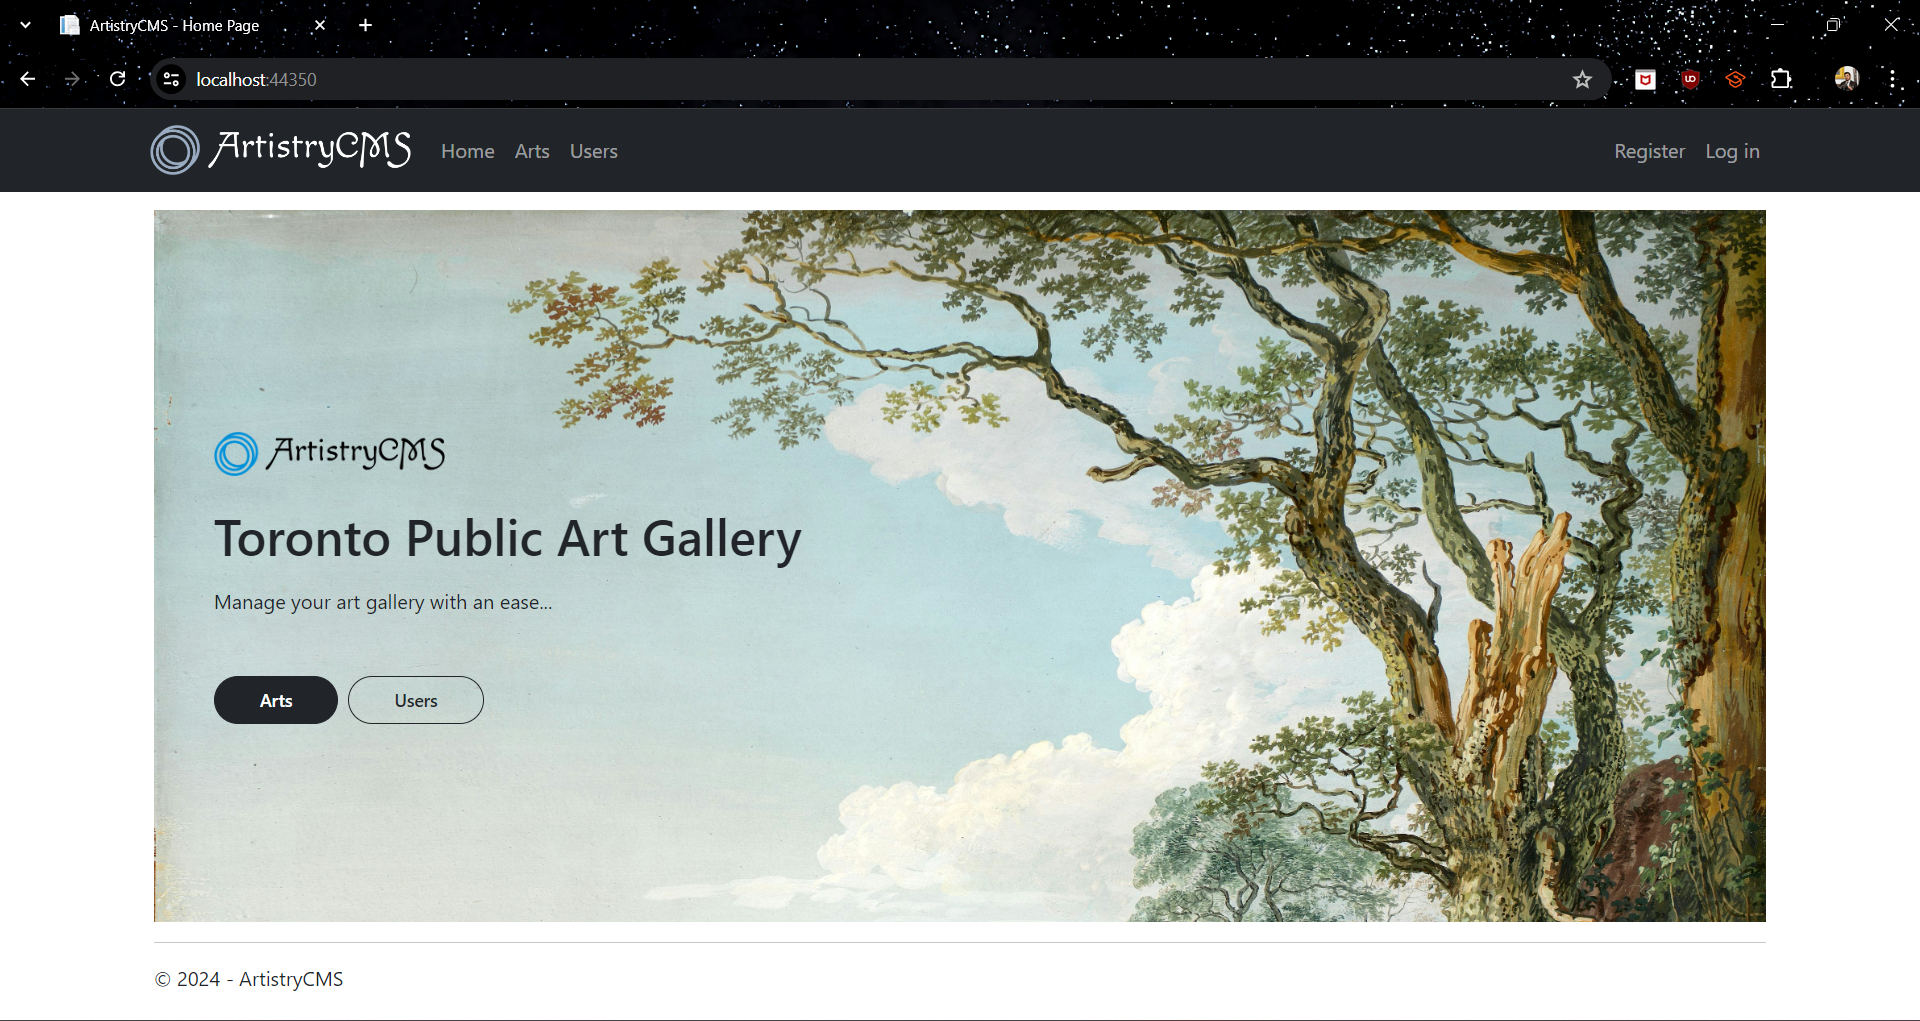 ArtistryCMS - Home Page
localhost:44350
ArtistryCMS Home Arts Users Register Log in
ArtistryCMS
Toronto Public Art Gallery
Manage your art gallery with an ease...
Arts Users
© 2024 - ArtistryCMS